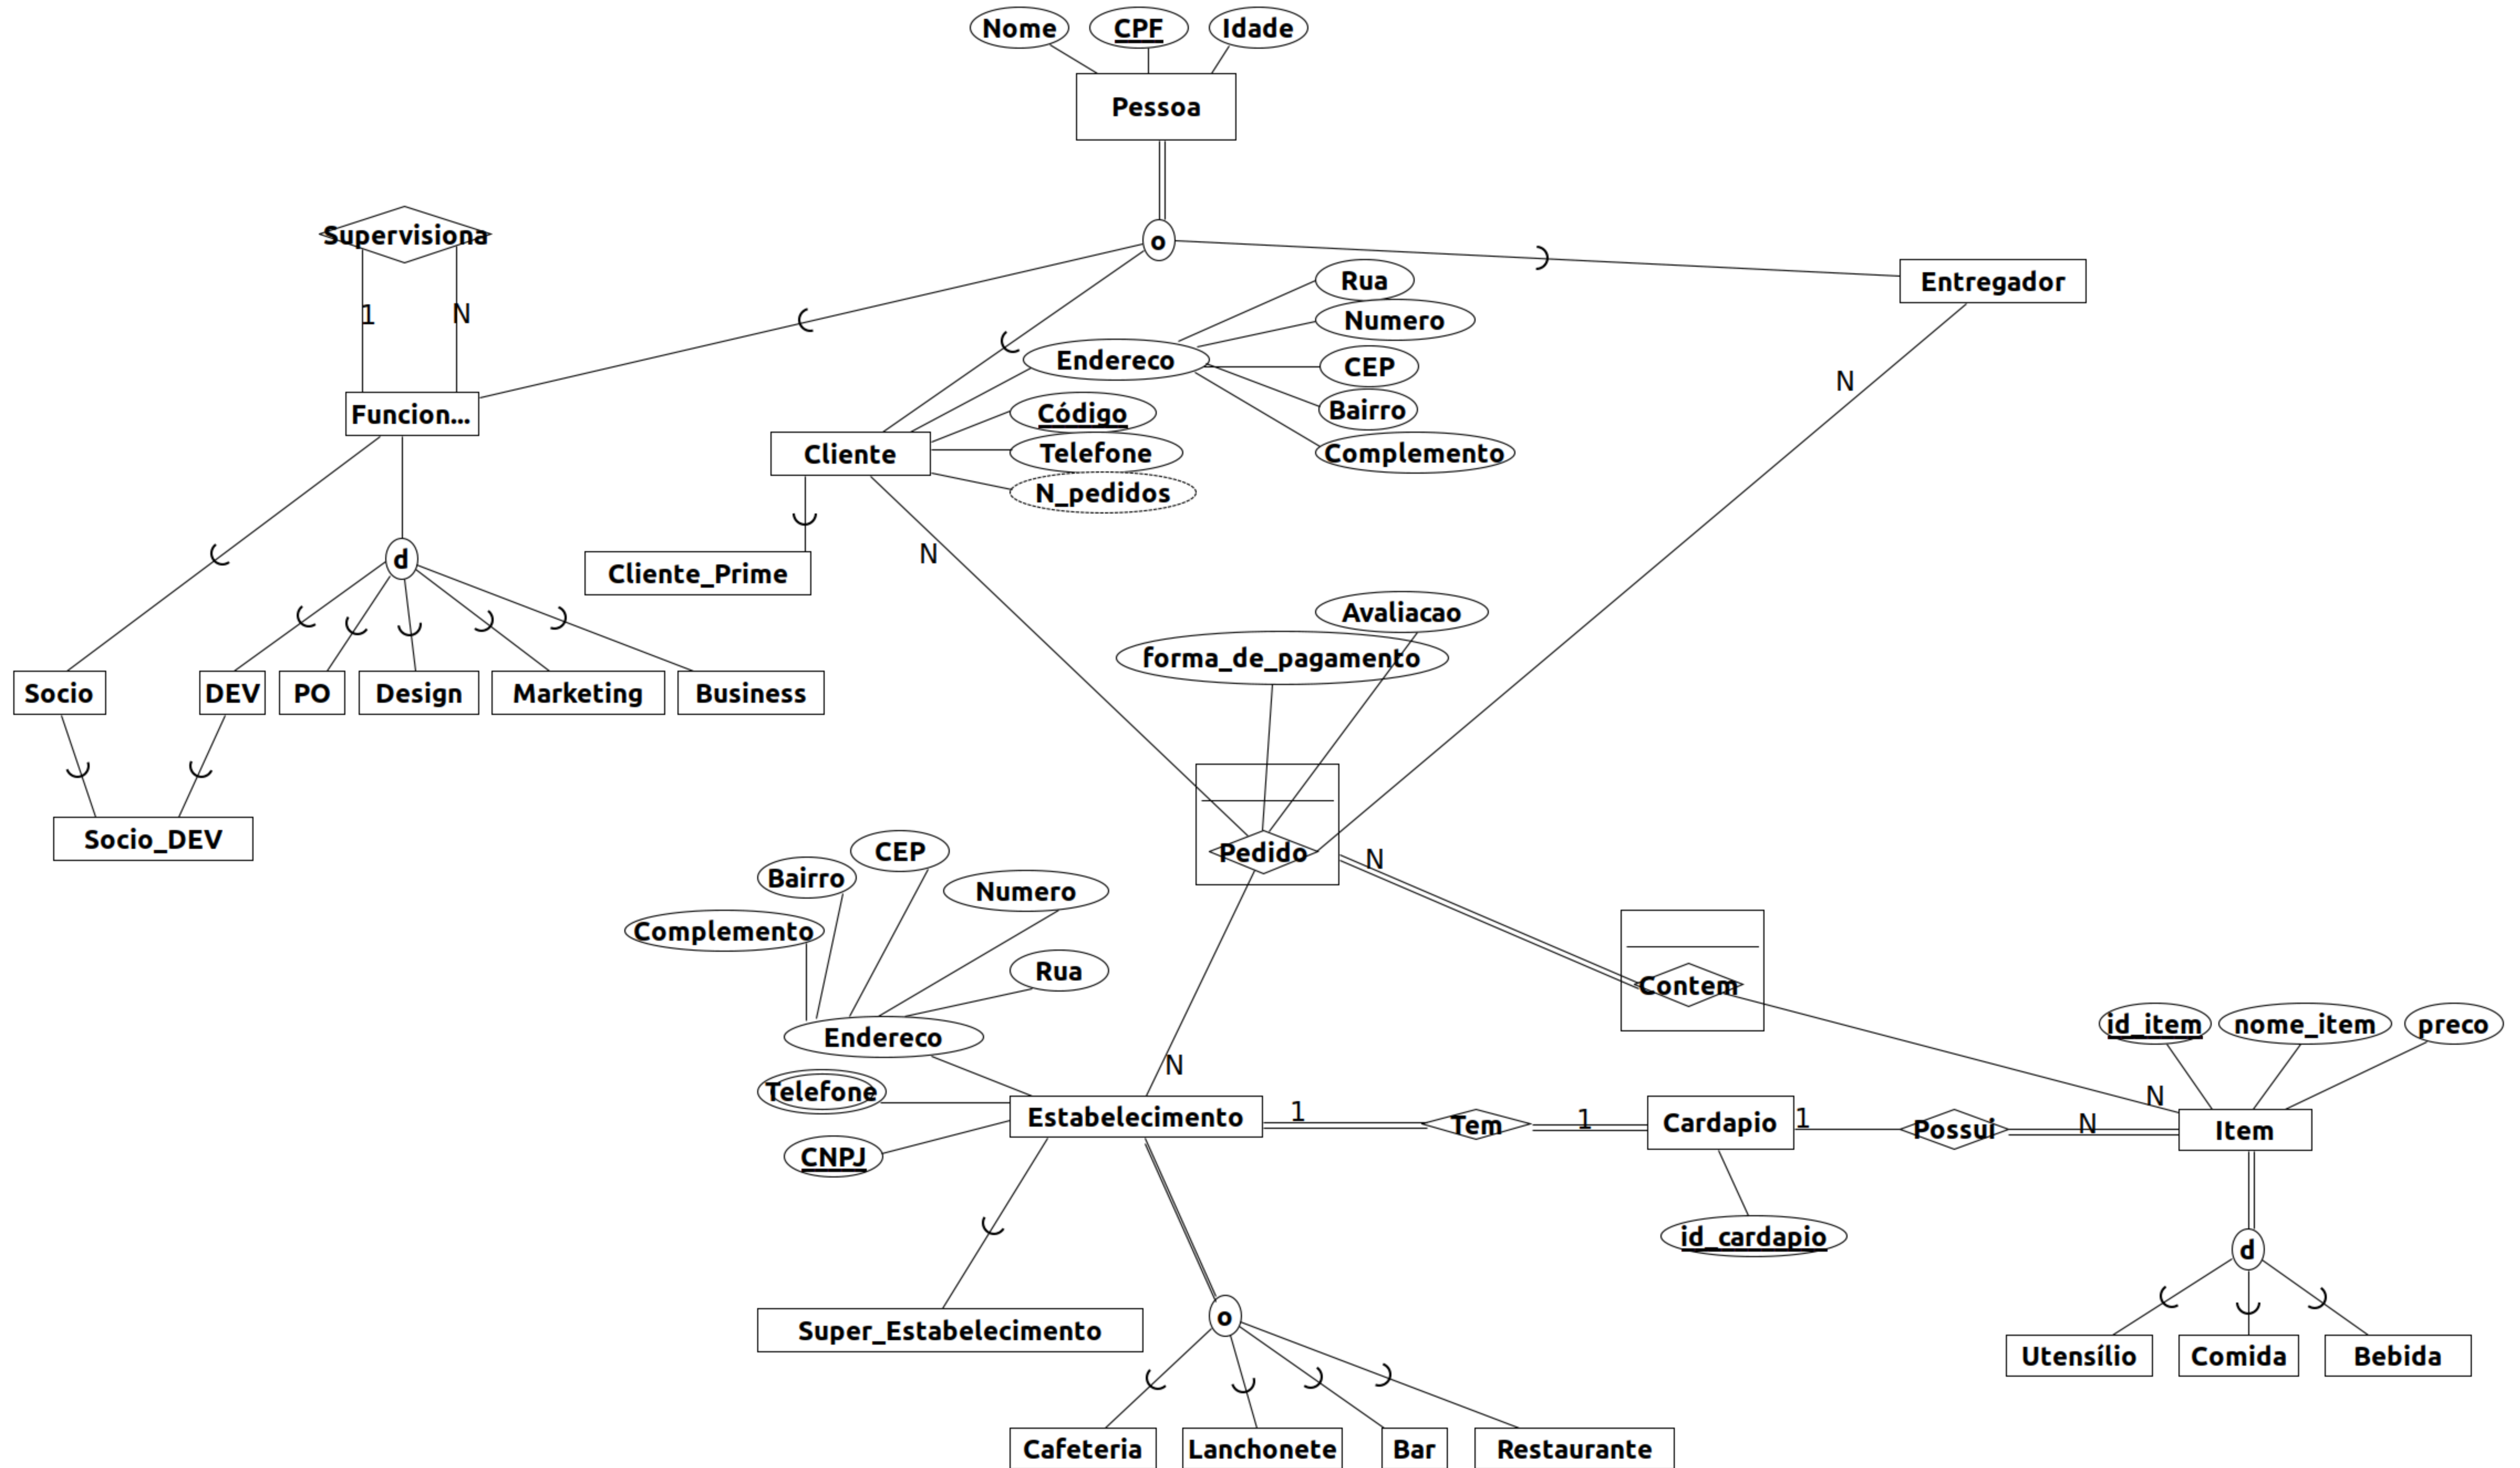 Nome
CPF
Idade
Pessoa
Supervisiona
o
Rua
Entregador
1
N
Numero
Endereco
CEP
N
Funcion...
Código
Bairro
Cliente
Telefone
Complemento
N_pedidos
N
d
Cliente_Prime
Avaliacao
forma_de_pagamento
Socio
DEV
PO
Design
Marketing
Business
Socio_DEV
Pedido
N
CEP
Bairro
Numero
Complemento
Rua
Contem
Endereco
id_item
nome_item
preco
N
Telefone
N
Estabelecimento
1
Tem
1
Cardapio
1
Possui
N
Item
CNPJ
id_cardapio
d
Super_Estabelecimento
o
Utensílio
Comida
Bebida
Cafeteria
Lanchonete
Bar
Restaurante